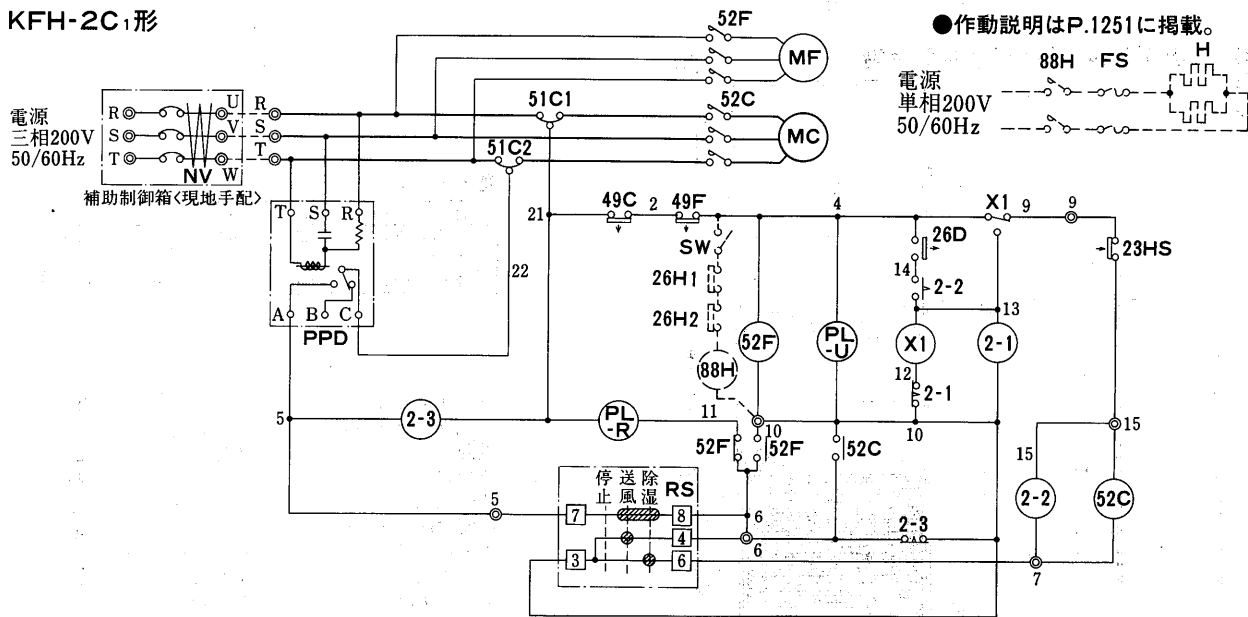 KFH-2C₁形
●作動説明はP.1251に掲載。
52F
MF
88H FS H
電源
単相200V
50/60Hz
電源
三相200V
50/60Hz
R
S
T
NV
U
V
W
R
S
T
補助制御箱<現地手配>
51C1
51C2
52C
MC
T S R
A B C
PPD
21
22
49C
2
49F
4
X1
9
9
SW
26H1
26H2
88H
52F
PL
-U
26D
14
2-2
13
X1
2-1
12
2-1
23HS
5
2-3
PL
-R
11
10
10
52F
52F
52C
15
15
2-2
52C
停止
送風
除湿
RS
5
7
8
6
4
6
2-3
3
6
7